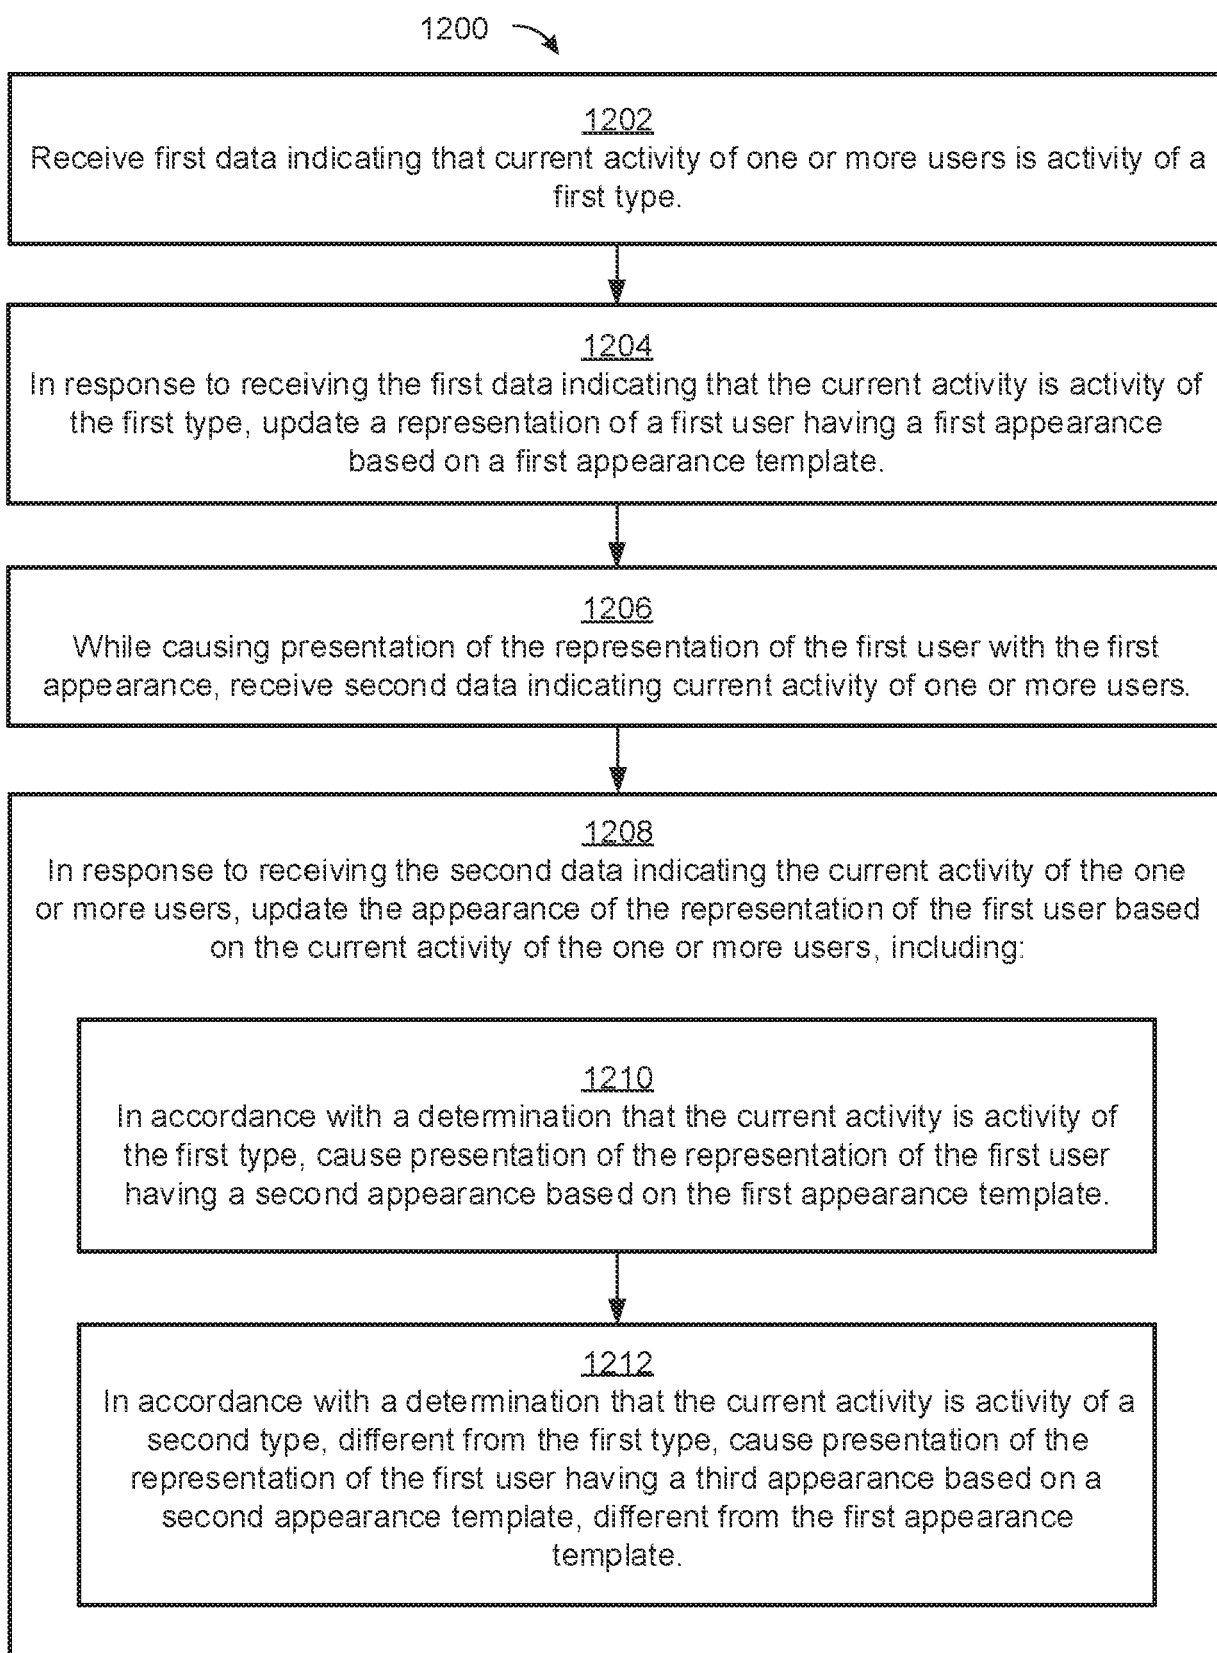 1200
1202
Receive first data indicating that current activity of one or more users is activity of a
first type.
1204
In response to receiving the first data indicating that the current activity is activity of
the first type, update a representation of a first user having a first appearance
based on a first appearance template.
1206
While causing presentation of the representation of the first user with the first
appearance, receive second data indicating current activity of one or more users.
1208
In response to receiving the second data indicating the current activity of the one
or more users, update the appearance of the representation of the first user based
on the current activity of the one or more users, including:
1210
In accordance with a determination that the current activity is activity of
the first type, cause presentation of the representation of the first user
having a second appearance based on the first appearance template.
1212
In accordance with a determination that the current activity is activity of a
second type, different from the first type, cause presentation of the
representation of the first user having a third appearance based on a
second appearance template, different from the first appearance
template.